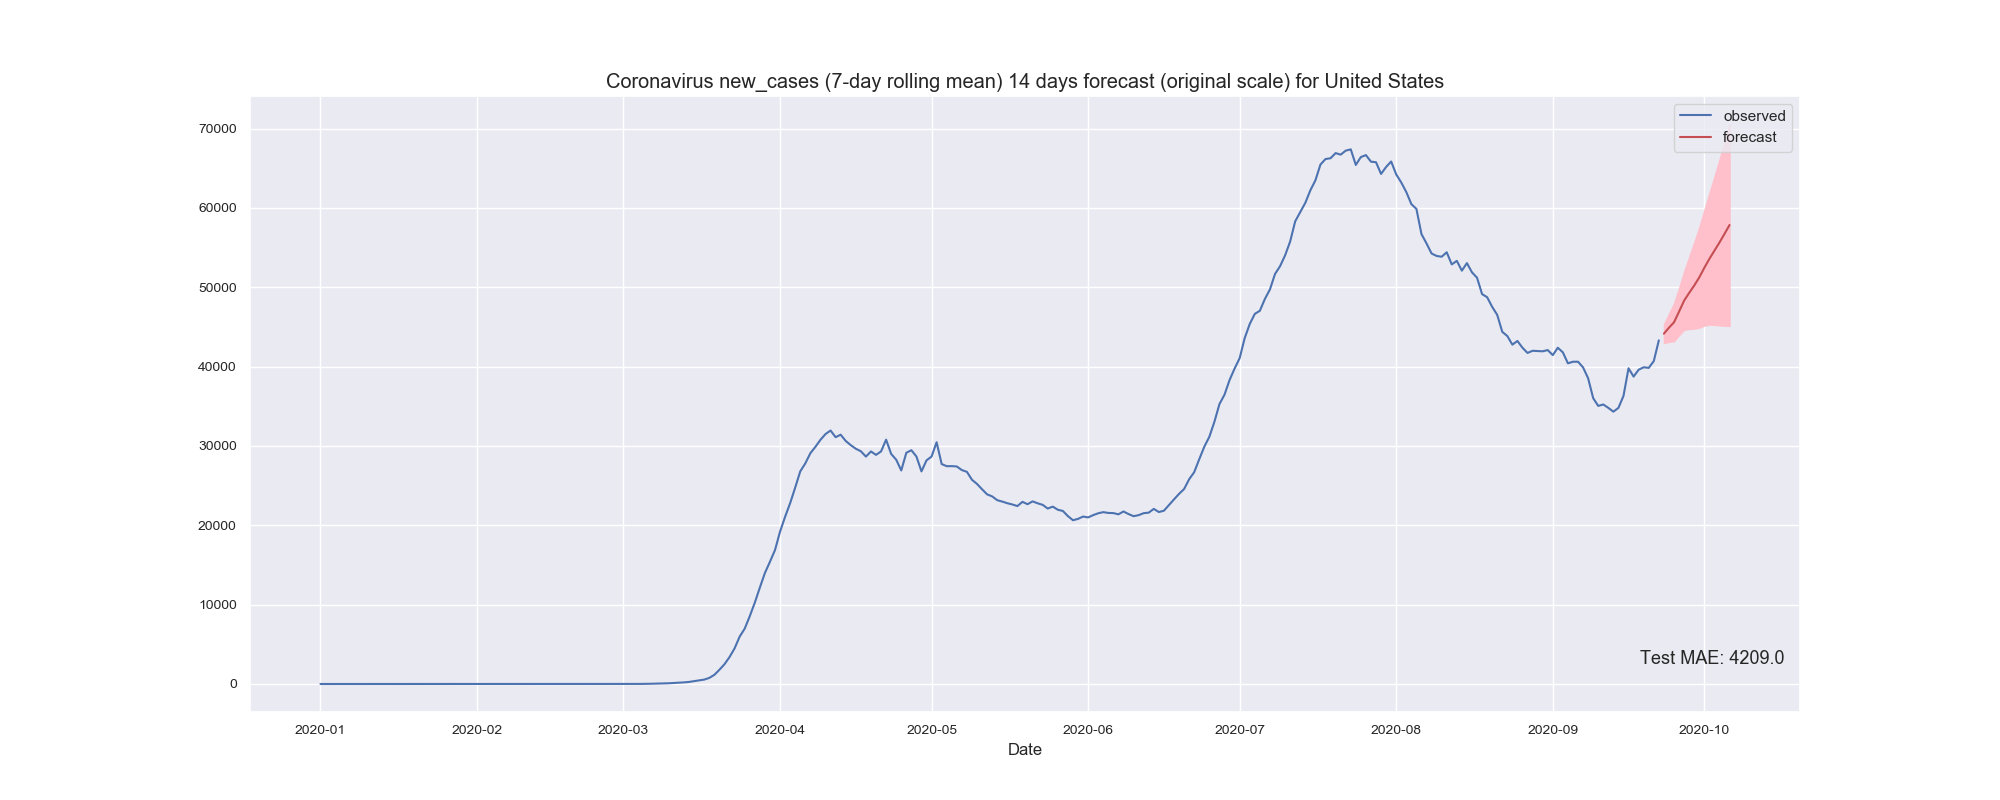 Coronavirus new_cases (7-day rolling mean) 14 days forecast (original scale) for United States
observed
forecast
70000
60000
50000
40000
30000
20000
10000
0
Test MAE: 4209.0
2020-01 2020-02 2020-03 2020-04 2020-05 2020-06 2020-07 2020-08 2020-09 2020-10
Date